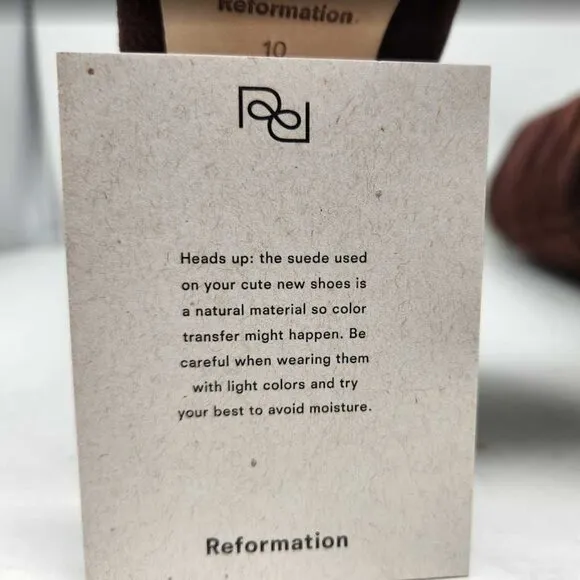 Reformation
10
Heads up: the suede used
on your cute new shoes is
a natural material so color
transfer might happen. Be
careful when wearing them
with light colors and try
your best to avoid moisture.
Reformation